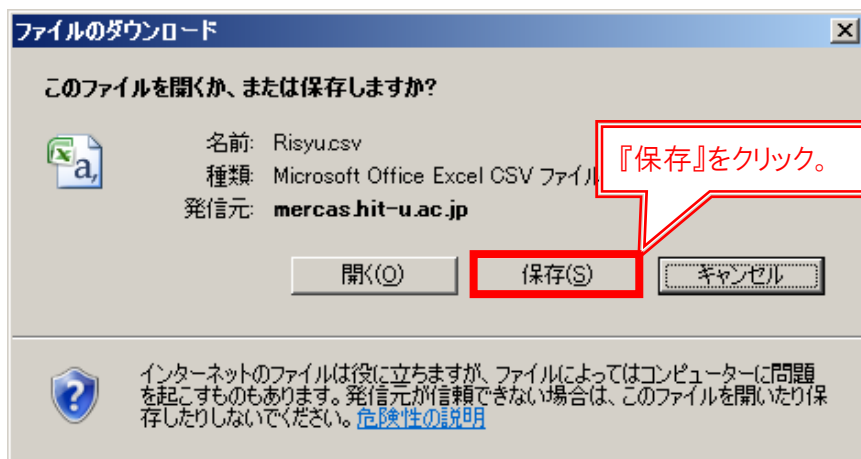 ファイルのダウンロード
このファイルを開くか、または保存しますか?
名前: Risyu.csv
種類: Microsoft Office Excel CSV ファイル
発信元: mercas.hit-u.ac.jp
『保存』をクリック。
開く(O) 保存(S) キャンセル
インターネットのファイルは役に立ちますが、ファイルによってはコンピューターに問題
を起こすものもあります。発信元が信頼できない場合は、このファイルを開いたり保
存したりしないでください。危険性の説明